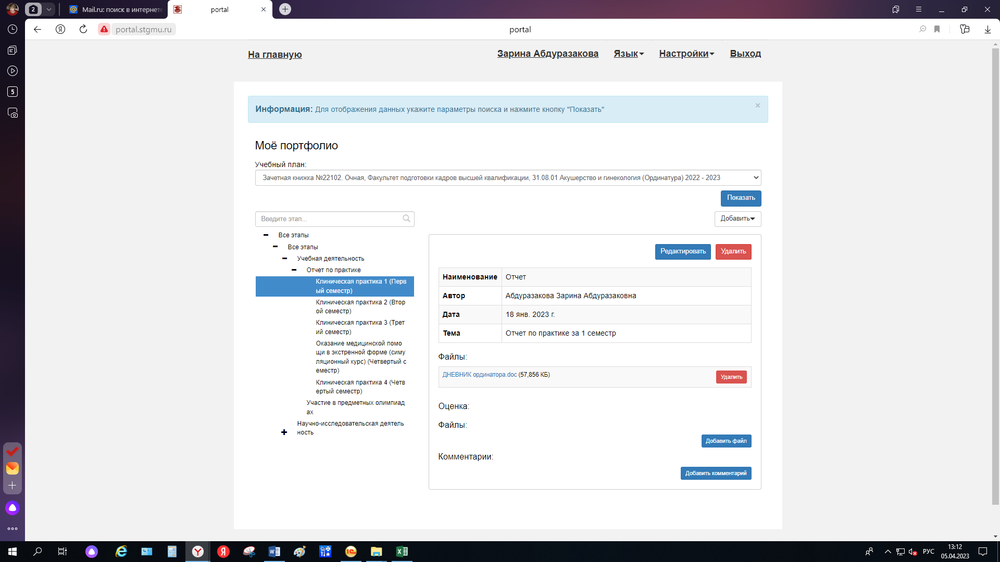 2
Mail.ru: поиск в интернете
portal
portal.stgmu.ru
portal
5
На главную
Зарина Абдуразакова
Язык
Настройки
Выход
Информация: Для отображения данных укажите параметры поиска и нажмите кнопку "Показать"
×
Моё портфолио
Учебный план:
Зачетная книжка №22102. Очная, Факультет подготовки кадров высшей квалификации, 31.08.01 Акушерство и гинекология (Ординатура) 2022 - 2023
Показать
Введите этап...
Добавить
Все этапы
Все этапы
Учебная деятельность
Отчет по практике
Клиническая практика 1 (Перв
ый семестр)
Клиническая практика 2 (Втор
ой семестр)
Клиническая практика 3 (Трет
ий семестр)
Оказание медицинской помо
щи в экстренной форме (симу
ляционный курс) (Четвертый с
еместр)
Клиническая практика 4 (Четв
ертый семестр)
Участие в предметных олимпиад
ах
Научно-исследовательская деятель
ность
Редактировать
Удалить
Наименование Отчет
Автор Абдуразакова Зарина Абдуразаковна
Дата 18 янв. 2023 г.
Тема Отчет по практике за 1 семестр
Файлы:
ДНЕВНИК ординатора.doc (57,856 КБ)
Удалить
Оценка:
Файлы:
Добавить файл
Комментарии:
Добавить комментарий
РУС
13:12
05.04.2023